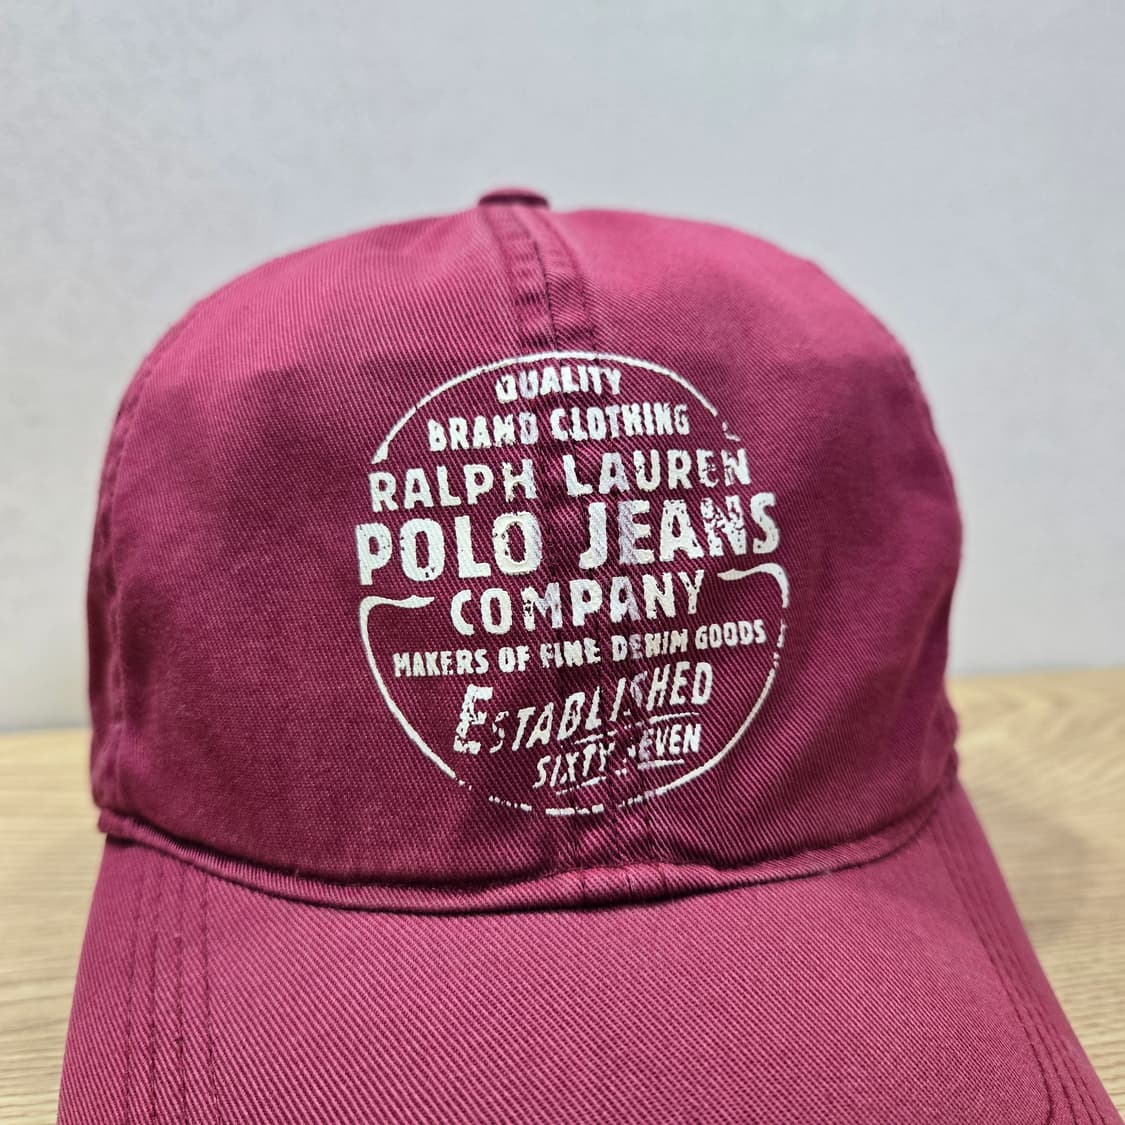 QUALITY
BRAND CLOTHING
RALPH LAUREN
POLO JEANS
COMPANY
MAKERS OF FINE DENIM GOODS
ESTABLISHED
SIXTY SEVEN